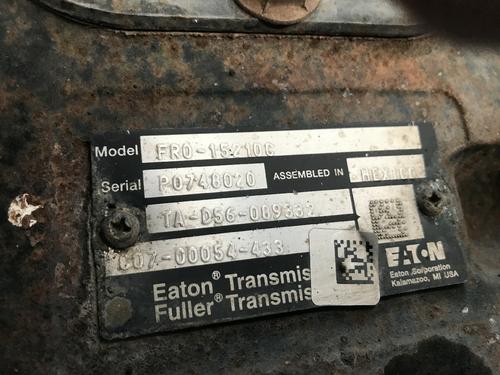 Model FRO-15210C
Serial P0748020 ASSEMBLED IN MEXICO
TA-D56-089332
C07-00054-433
EATON
Eaton Corporation
Kalamazoo, MI USA
Eaton® Transmis
Fuller® Transmis